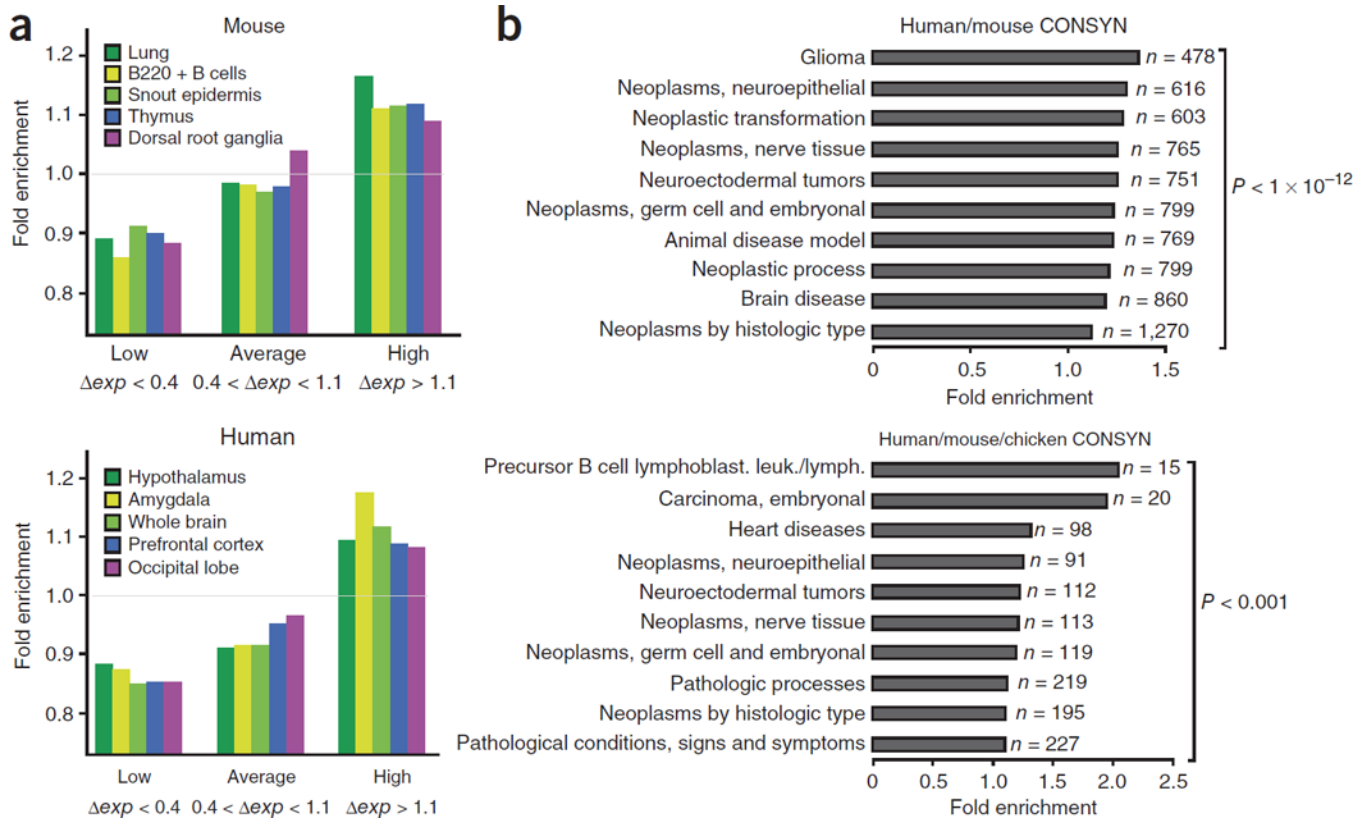 a
Mouse
Fold enrichment
1.2
1.1
1.0
0.9
0.8
Lung
B220 + B cells
Snout epidermis
Thymus
Dorsal root ganglia
Low
Average
High
Δexp < 0.4
0.4 < Δexp < 1.1
Δexp > 1.1
Human
Fold enrichment
1.2
1.1
1.0
0.9
0.8
Hypothalamus
Amygdala
Whole brain
Prefrontal cortex
Occipital lobe
Low
Average
High
Δexp < 0.4
0.4 < Δexp < 1.1
Δexp > 1.1
b
Human/mouse CONSYN
Glioma n = 478
Neoplasms, neuroepithelial n = 616
Neoplastic transformation n = 603
Neoplasms, nerve tissue n = 765
Neuroectodermal tumors n = 751
Neoplasms, germ cell and embryonal n = 799
Animal disease model n = 769
Neoplastic process n = 799
Brain disease n = 860
Neoplasms by histologic type n = 1,270
P < 1 × 10−12
0 0.5 1.0 1.5
Fold enrichment
Human/mouse/chicken CONSYN
Precursor B cell lymphoblast. leuk./lymph. n = 15
Carcinoma, embryonal n = 20
Heart diseases n = 98
Neoplasms, neuroepithelial n = 91
Neuroectodermal tumors n = 112
Neoplasms, nerve tissue n = 113
Neoplasms, germ cell and embryonal n = 119
Pathologic processes n = 219
Neoplasms by histologic type n = 195
Pathological conditions, signs and symptoms n = 227
P < 0.001
0 0.5 1.0 1.5 2.0 2.5
Fold enrichment